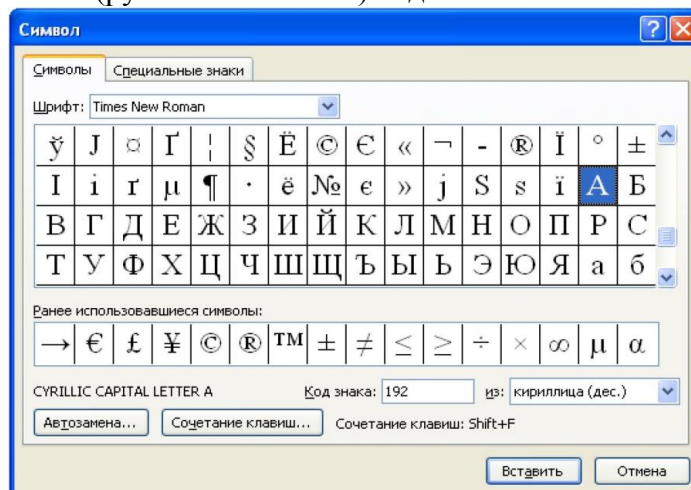 Символ
Символы Специальные знаки
Шрифт: Times New Roman
ў Ј ¤ Ґ ¦ § Ё © Є « ¬ - ® Ї ° ±
І і ґ µ ¶ · ё № є » ј Ѕ ѕ ї А Б
В Г Д Е Ж З И Й К Л М Н О П Р С
Т У Ф Х Ц Ч Ш Щ Ъ Ы Ь Э Ю Я а б
Ранее использовавшиеся символы:
→ € £ ¥ © ® ™ ± ≠ ≤ ≥ ÷ × ∞ µ α
CYRILLIC CAPITAL LETTER A Код знака: 192 из: кириллица (дес.)
Автозамена... Сочетание клавиш... Сочетание клавиш: Shift+F
Вставить Отмена